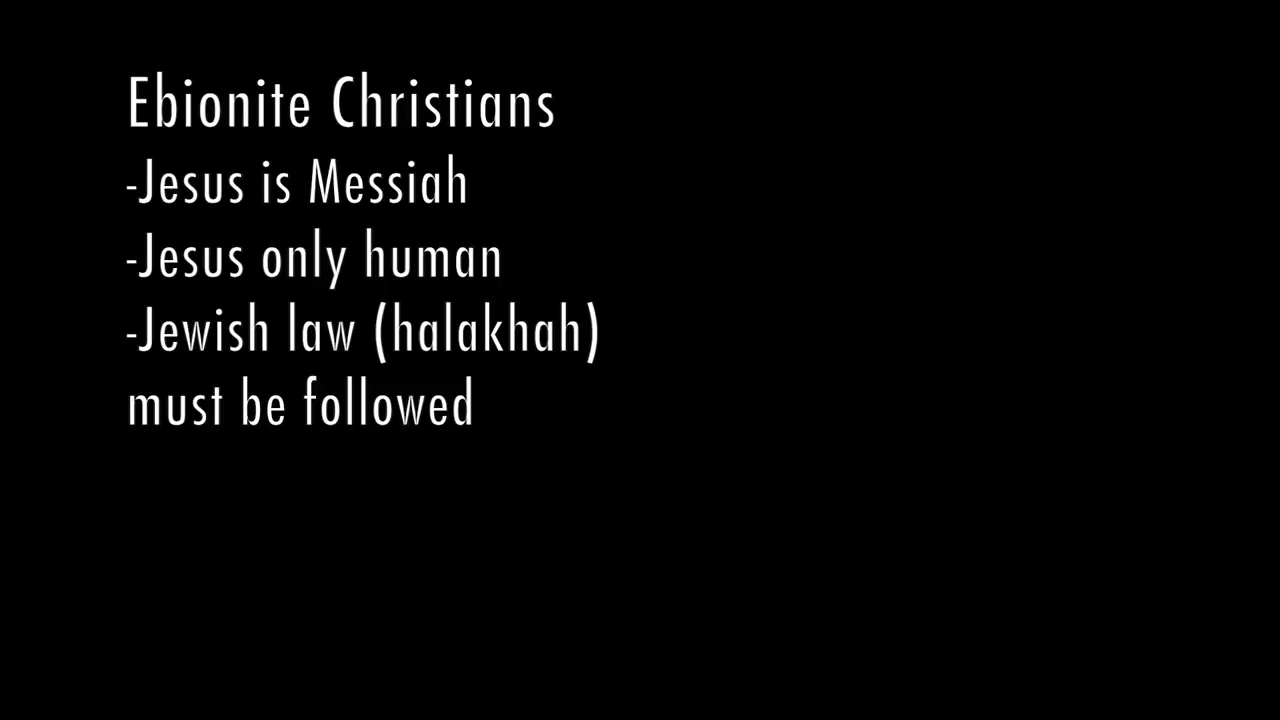 Ebionite Christians
-Jesus is Messiah
-Jesus only human
-Jewish law (halakhah)
must be followed